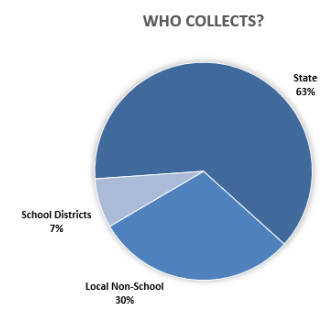 WHO COLLECTS?
State
63%
School Districts
7%
Local Non-School
30%